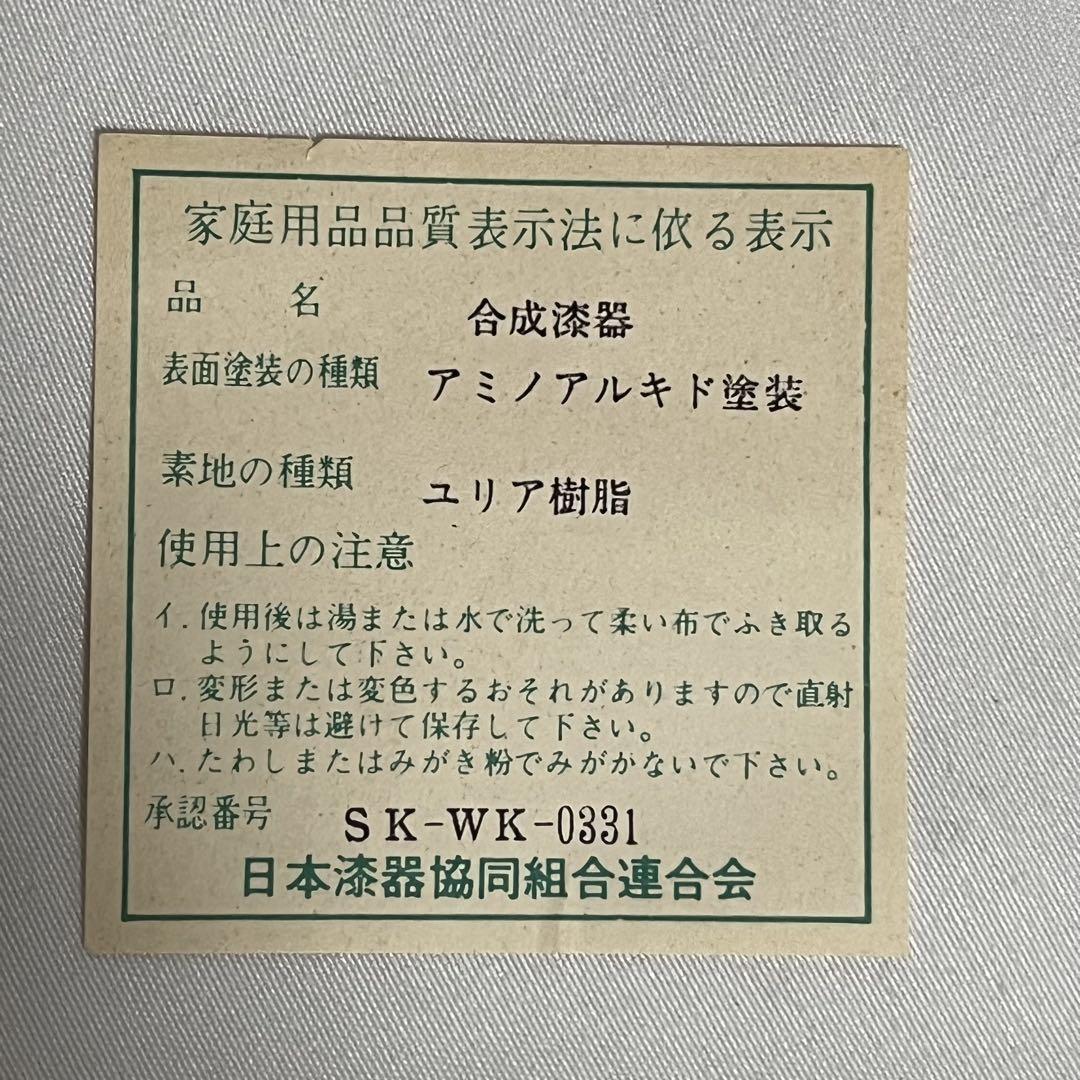 家庭用品品質表示法に依る表示
品　　名　合成漆器
表面塗装の種類　アミノアルキド塗装
素地の種類　ユリア樹脂
使用上の注意
イ. 使用後は湯または水で洗って柔い布でふき取る
ようにして下さい。
ロ. 変形または変色するおそれがありますので直射
日光等は避けて保存して下さい。
ハ. たわしまたはみがき粉でみがかないで下さい。
承認番号　SK-WK-0331
日本漆器協同組合連合会